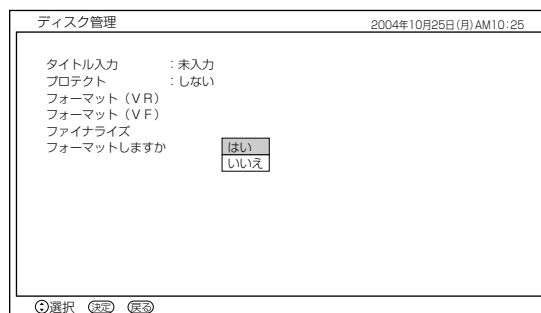 ディスク管理 2004年10月25日(月)AM10:25
タイトル入力 :未入力
プロテクト :しない
フォーマット(VR)
フォーマット(VF)
ファイナライズ
フォーマットしますか はい
いいえ
選択 決定 戻る